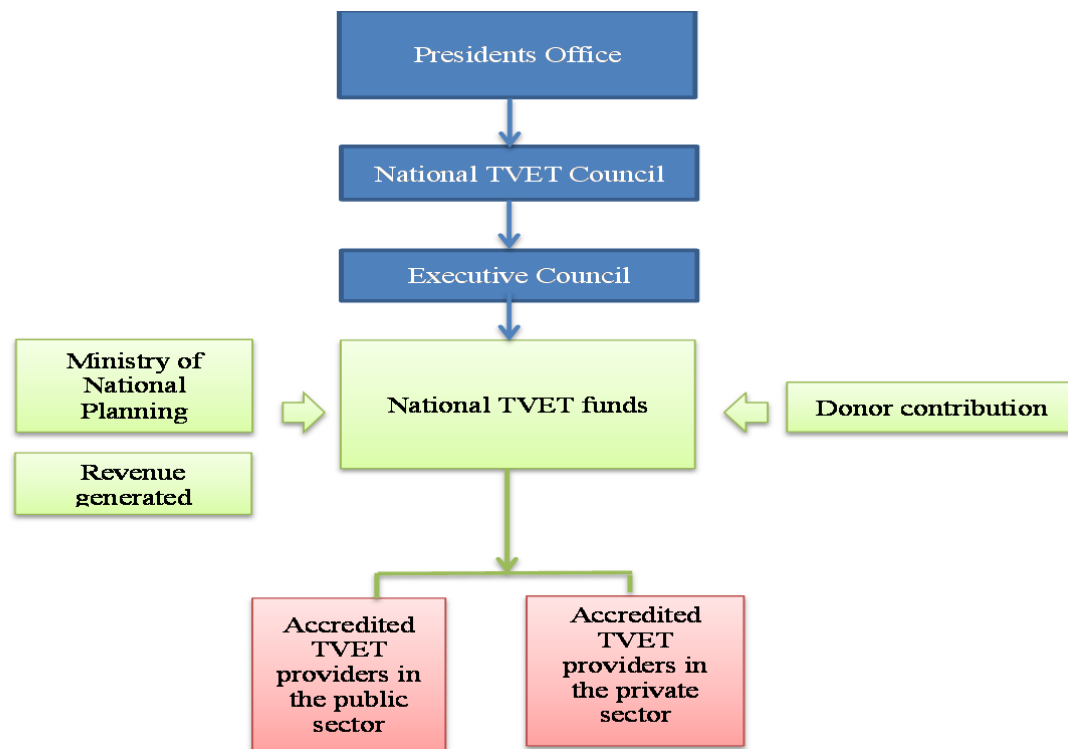 Presidents Office
National TVET Council
Executive Council
Ministry of
National
Planning
National TVET funds
Donor contribution
Revenue
generated
Accredited
TVET
providers in
the public
sector
Accredited
TVET
providers in
the private
sector